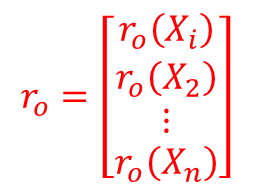 r_o = [r_o(X_i)
r_o(X_2)
⋮
r_o(X_n)]